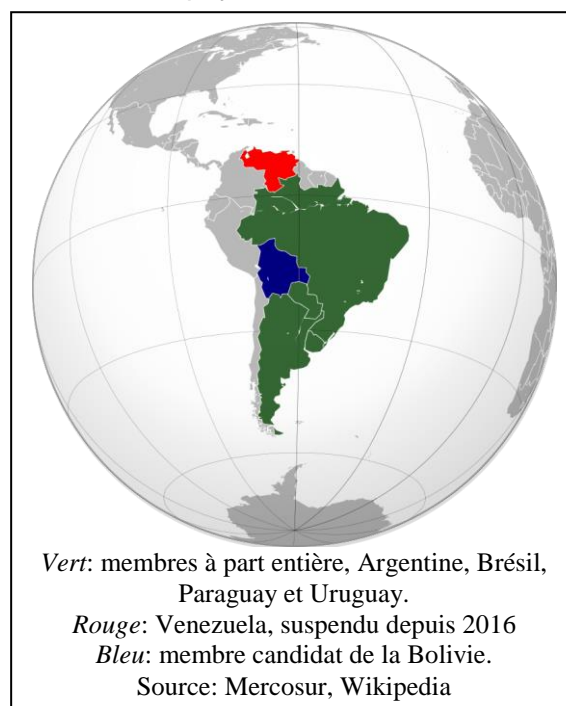 Vert: membres à part entière, Argentine, Brésil,
Paraguay et Uruguay.
Rouge: Venezuela, suspendu depuis 2016
Bleu: membre candidat de la Bolivie.
Source: Mercosur, Wikipedia